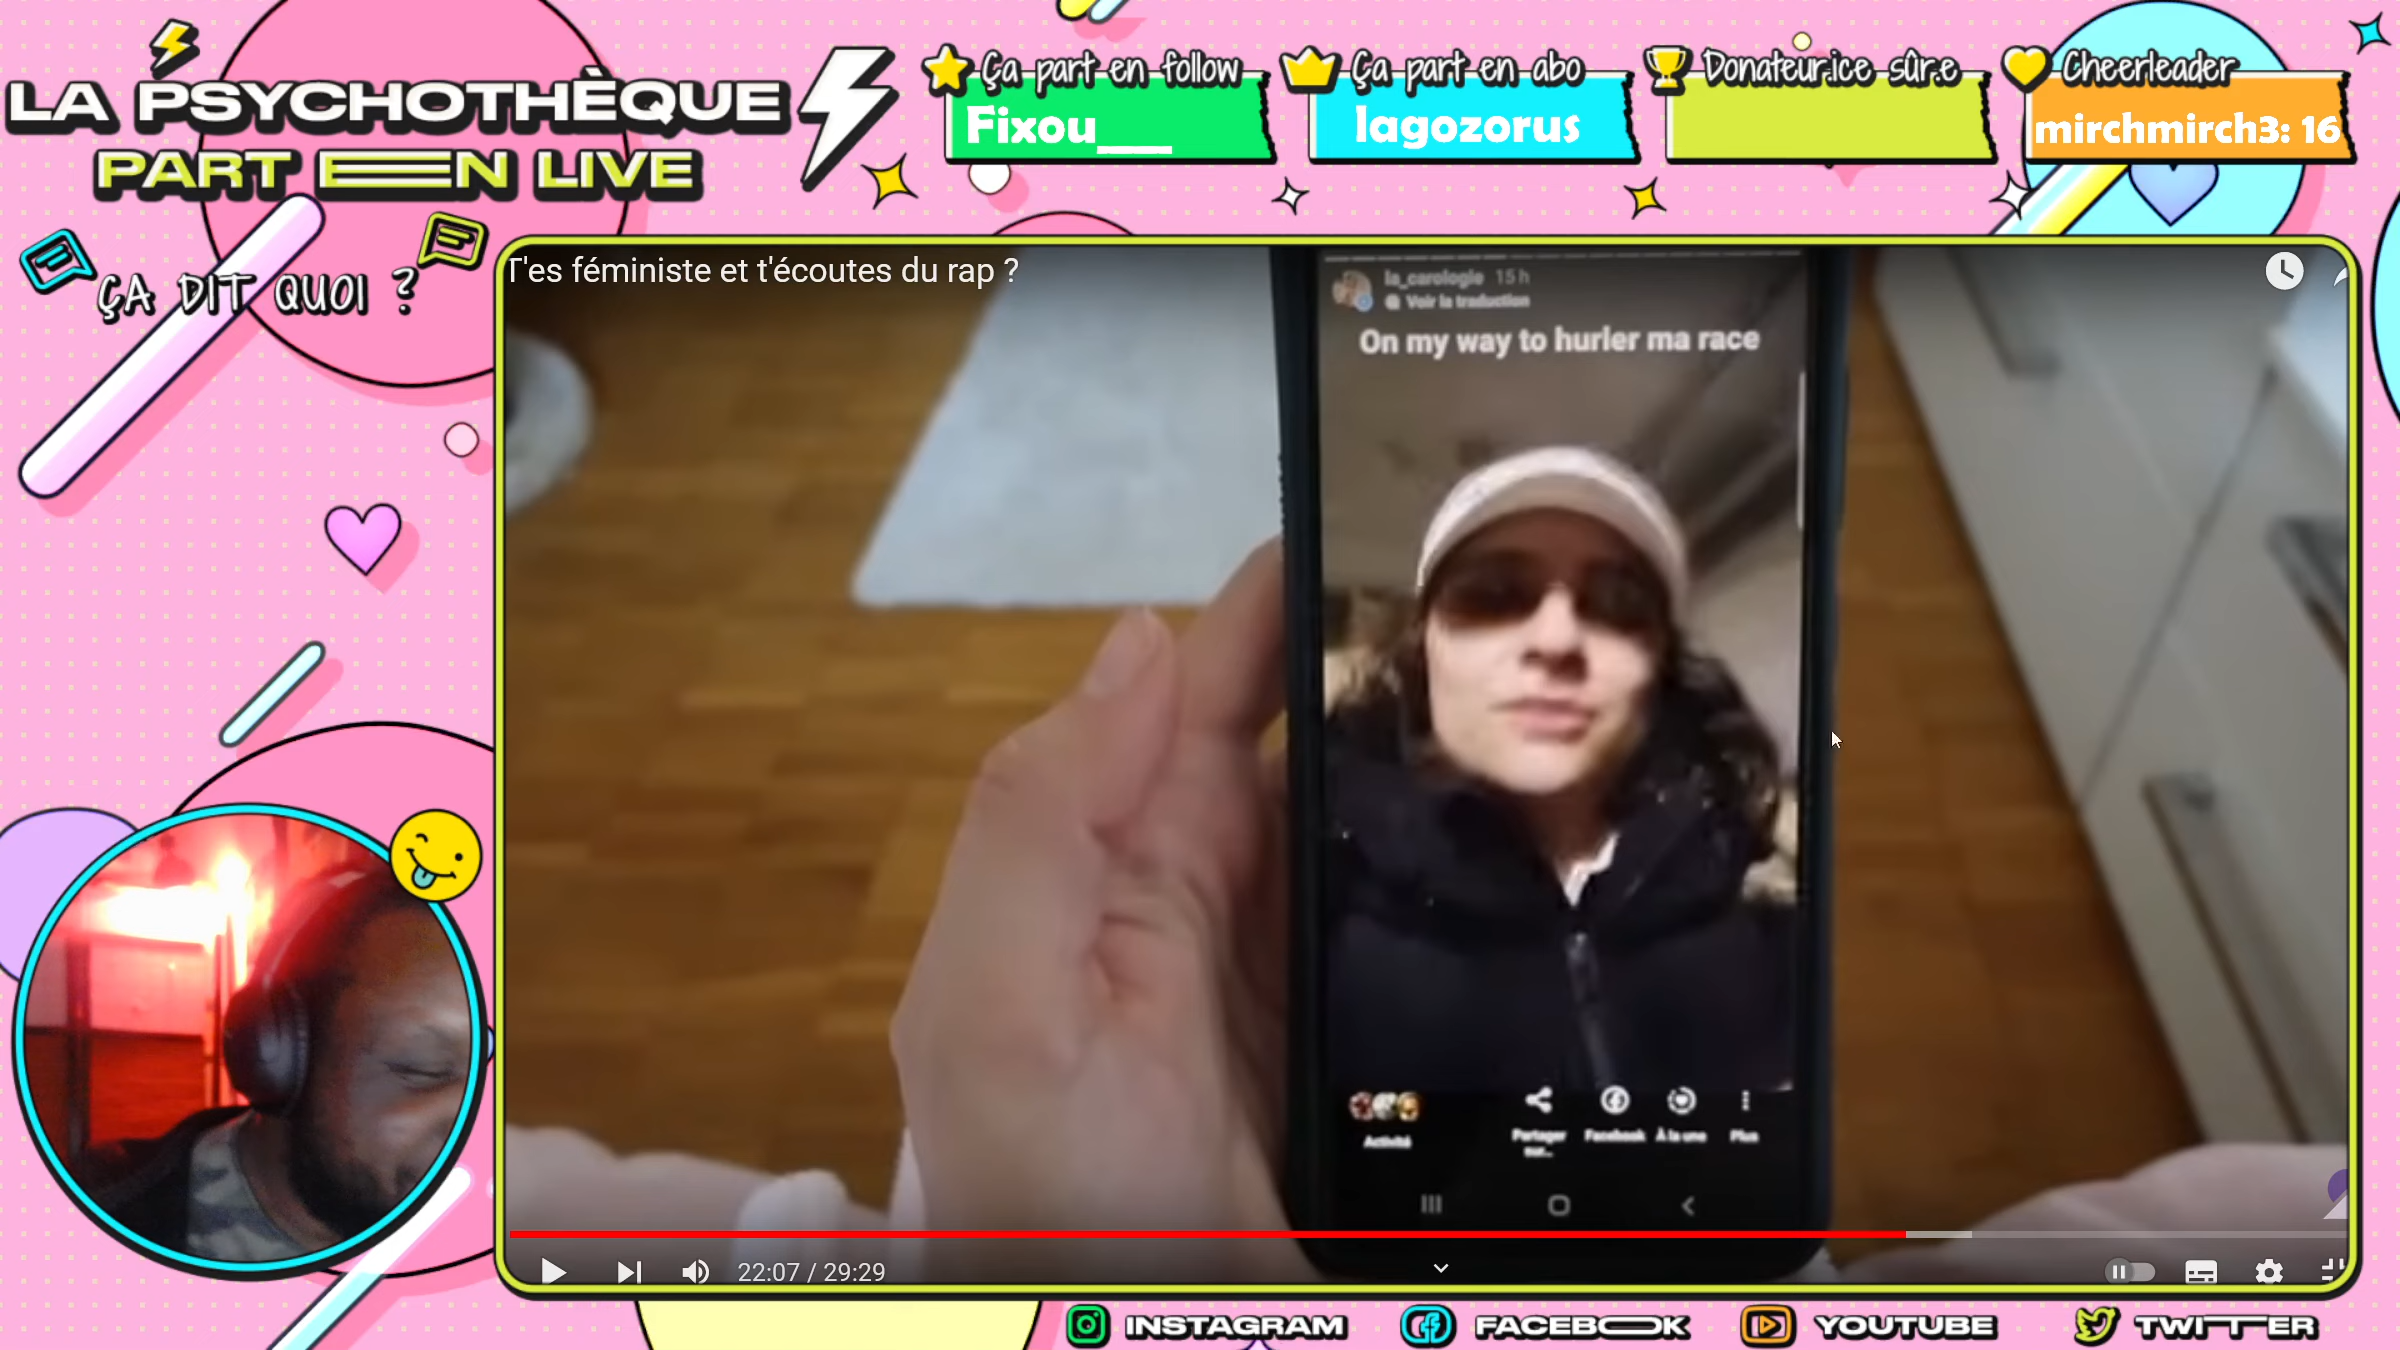 LA PSYCHOTHÈQUE
PART EN LIVE
Ça part en follow
Fixou___
Ça part en abo
lagozorus
Donateur.ice sûr.e
Cheerleader
mirchmirch3: 16
ÇA DIT QUOI ?
T'es féministe et t'écoutes du rap ?
la_carologie 15 h
Voir la traduction
On my way to hurler ma race
Activité
Partager sur...
Facebook
À la une
Plus
22:07 / 29:29
INSTAGRAM
FACEBOOK
YOUTUBE
TWITTER